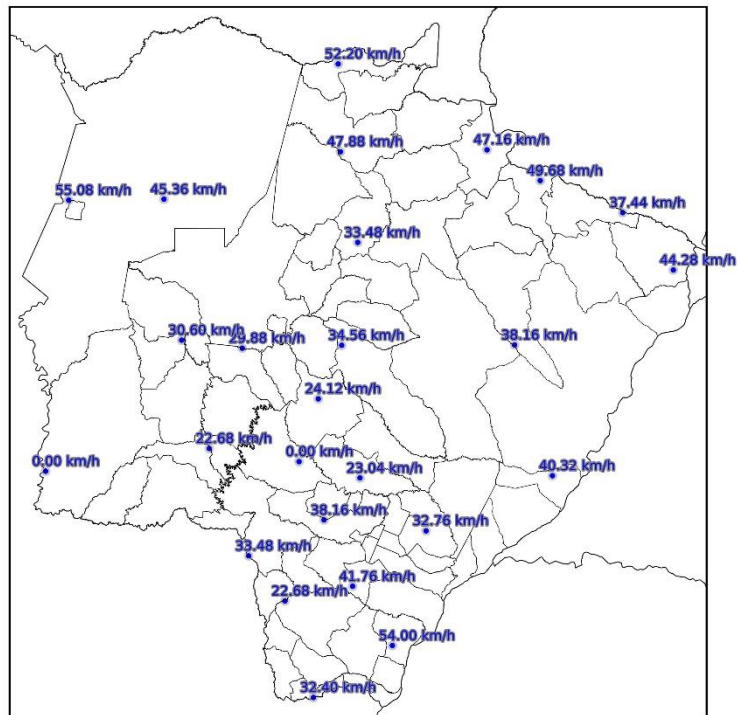 52.20 km/h
47.88 km/h
47.16 km/h
49.68 km/h
55.08 km/h
45.36 km/h
37.44 km/h
33.48 km/h
44.28 km/h
30.60 km/h
29.88 km/h
34.56 km/h
38.16 km/h
24.12 km/h
22.68 km/h
0.00 km/h
0.00 km/h
23.04 km/h
40.32 km/h
38.16 km/h
32.76 km/h
33.48 km/h
41.76 km/h
22.68 km/h
54.00 km/h
32.40 km/h